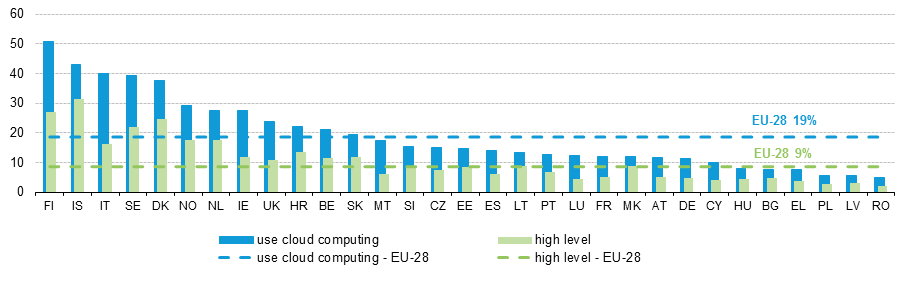 60
50
40
30
20
10
0
EU-28 19%
EU-28 9%
FI IS IT SE DK NO NL IE UK HR BE SK MT SI CZ EE ES LT PT LU FR MK AT DE CY HU BG EL PL LV RO
use cloud computing
high level
use cloud computing - EU-28
high level - EU-28